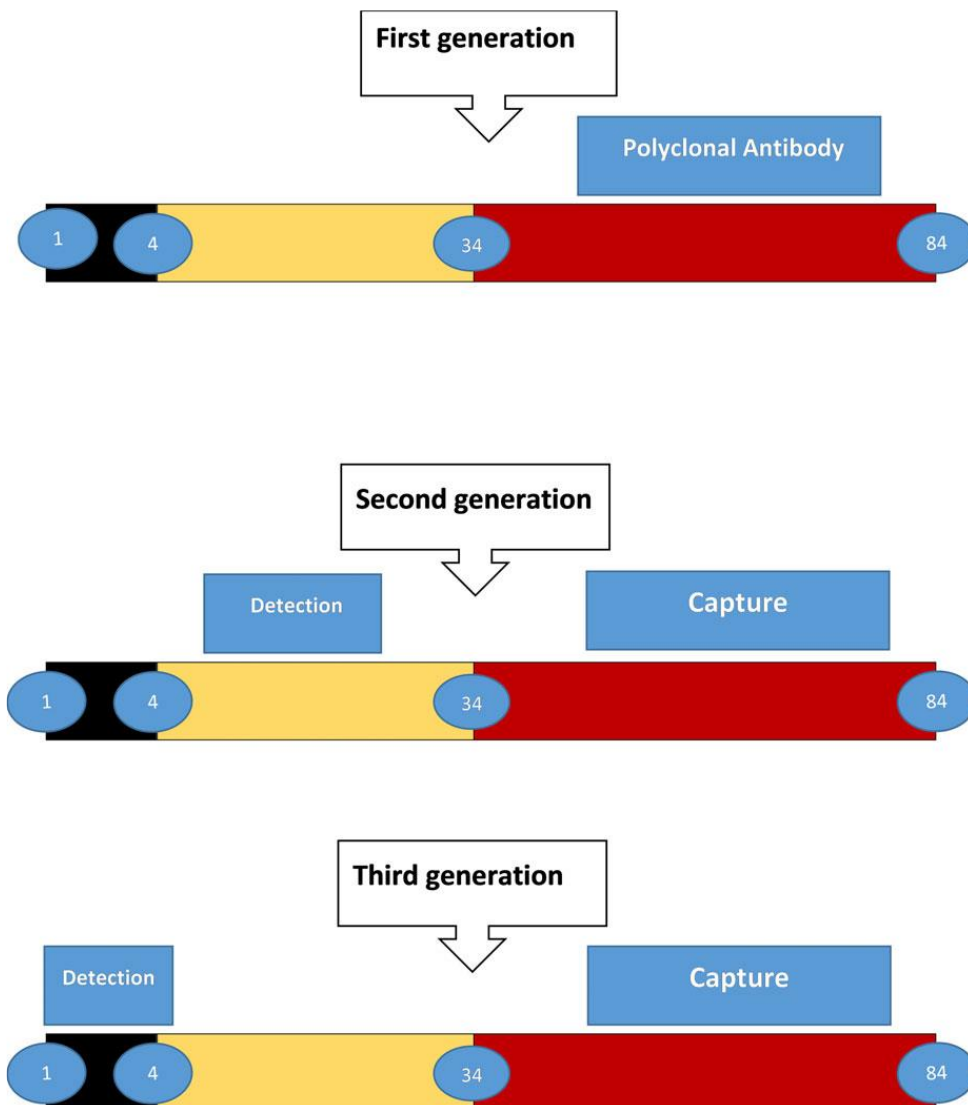 First generation
Polyclonal Antibody
1 4 34 84
Second generation
Detection Capture
1 4 34 84
Third generation
Detection Capture
1 4 34 84